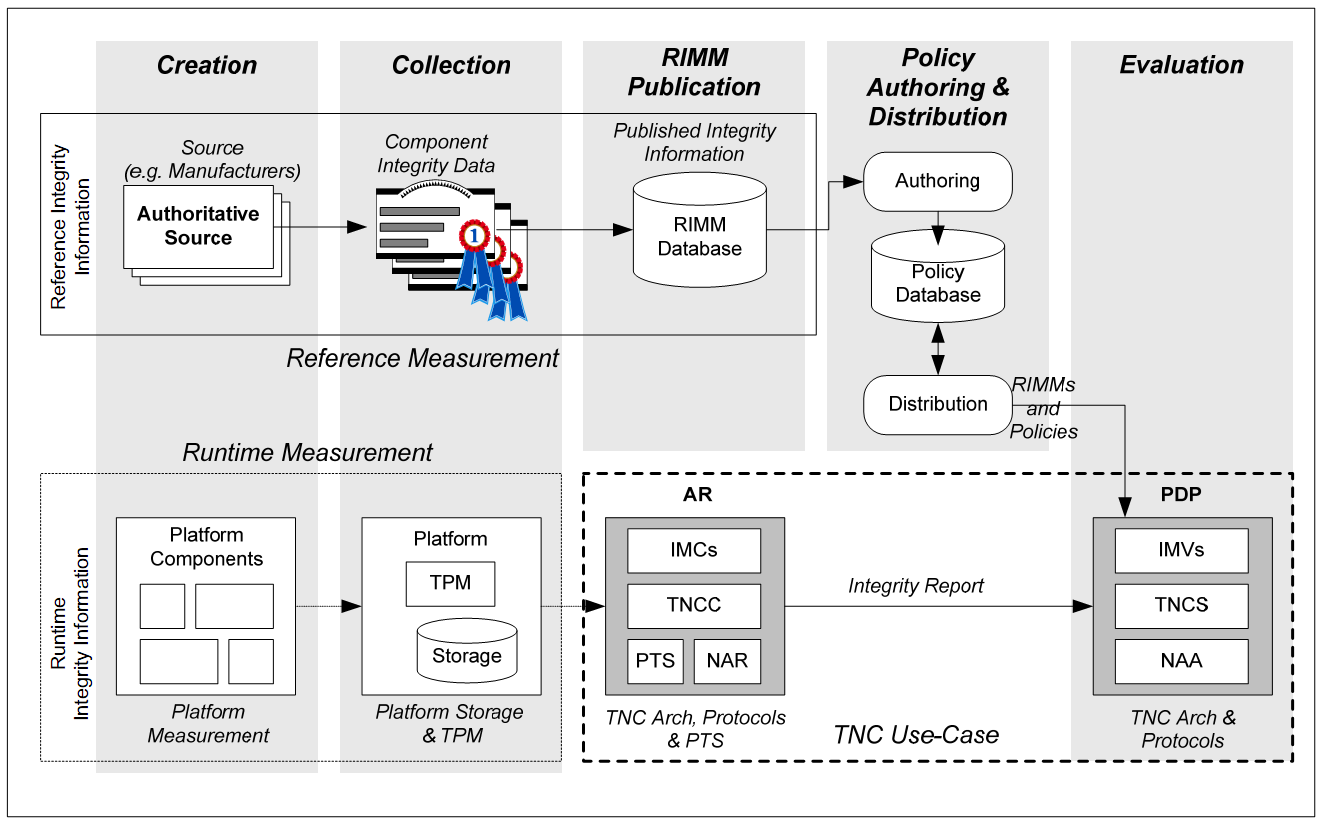 Creation
Collection
RIMM
Publication
Policy
Authoring &
Distribution
Evaluation
Reference Integrity
Information
Source
(e.g. Manufacturers)
Authoritative
Source
Component
Integrity Data
1
Published Integrity
Information
RIMM
Database
Authoring
Policy
Database
Distribution
RIMMs
and
Policies
Reference Measurement
Runtime Measurement
Runtime
Integrity Information
Platform
Components
Platform
Measurement
Platform
TPM
Storage
Platform Storage
& TPM
AR
IMCs
TNCC
PTS
NAR
TNC Arch, Protocols
& PTS
Integrity Report
TNC Use-Case
PDP
IMVs
TNCS
NAA
TNC Arch &
Protocols